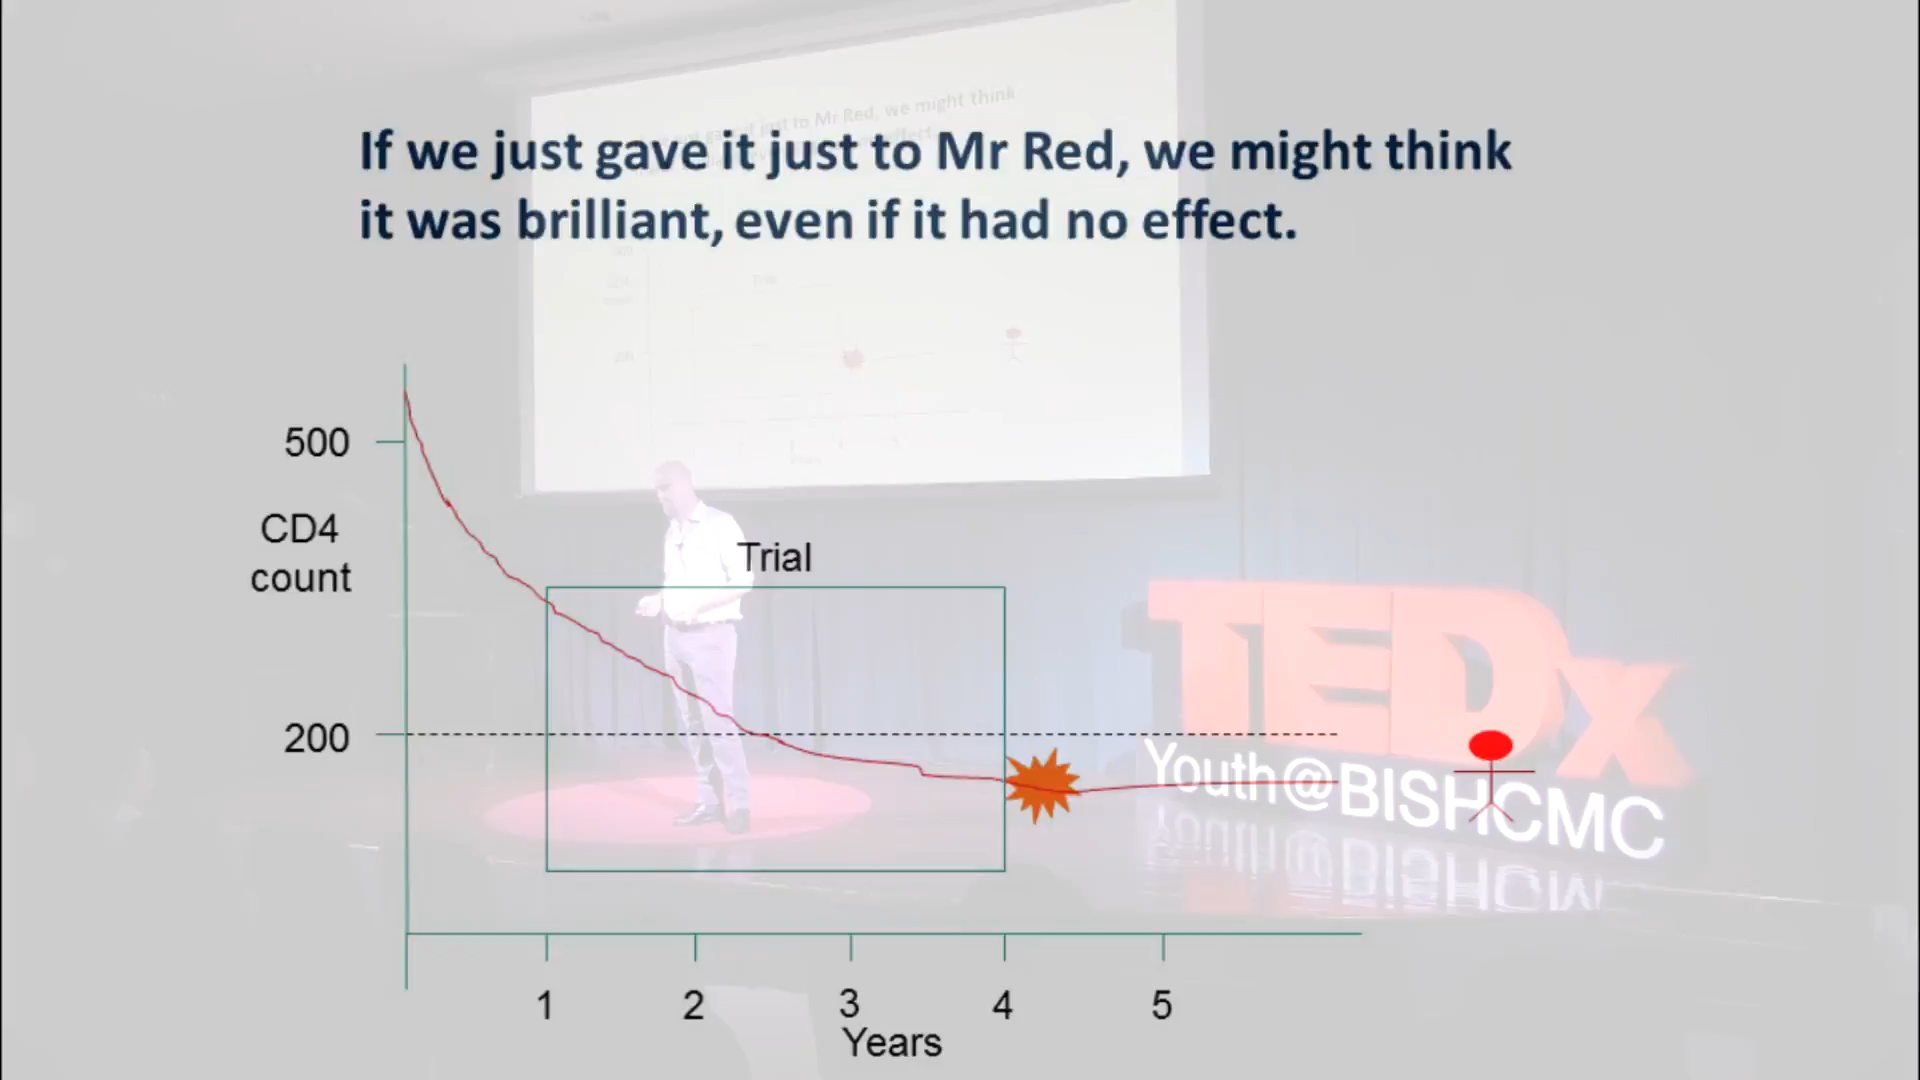 If we just gave it just to Mr Red, we might think
it was brilliant, even if it had no effect.
500
CD4
count
Trial
200
1
2
3
4
5
Years
TEDx
Youth@BISHCMC